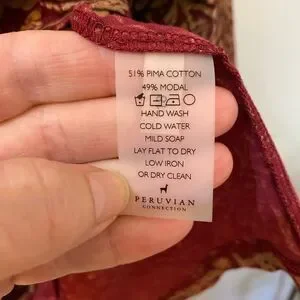 51% PIMA COTTON
49% MODAL
HAND WASH
COLD WATER
MILD SOAP
LAY FLAT TO DRY
LOW IRON
OR DRY CLEAN
PERUVIAN
CONNECTION